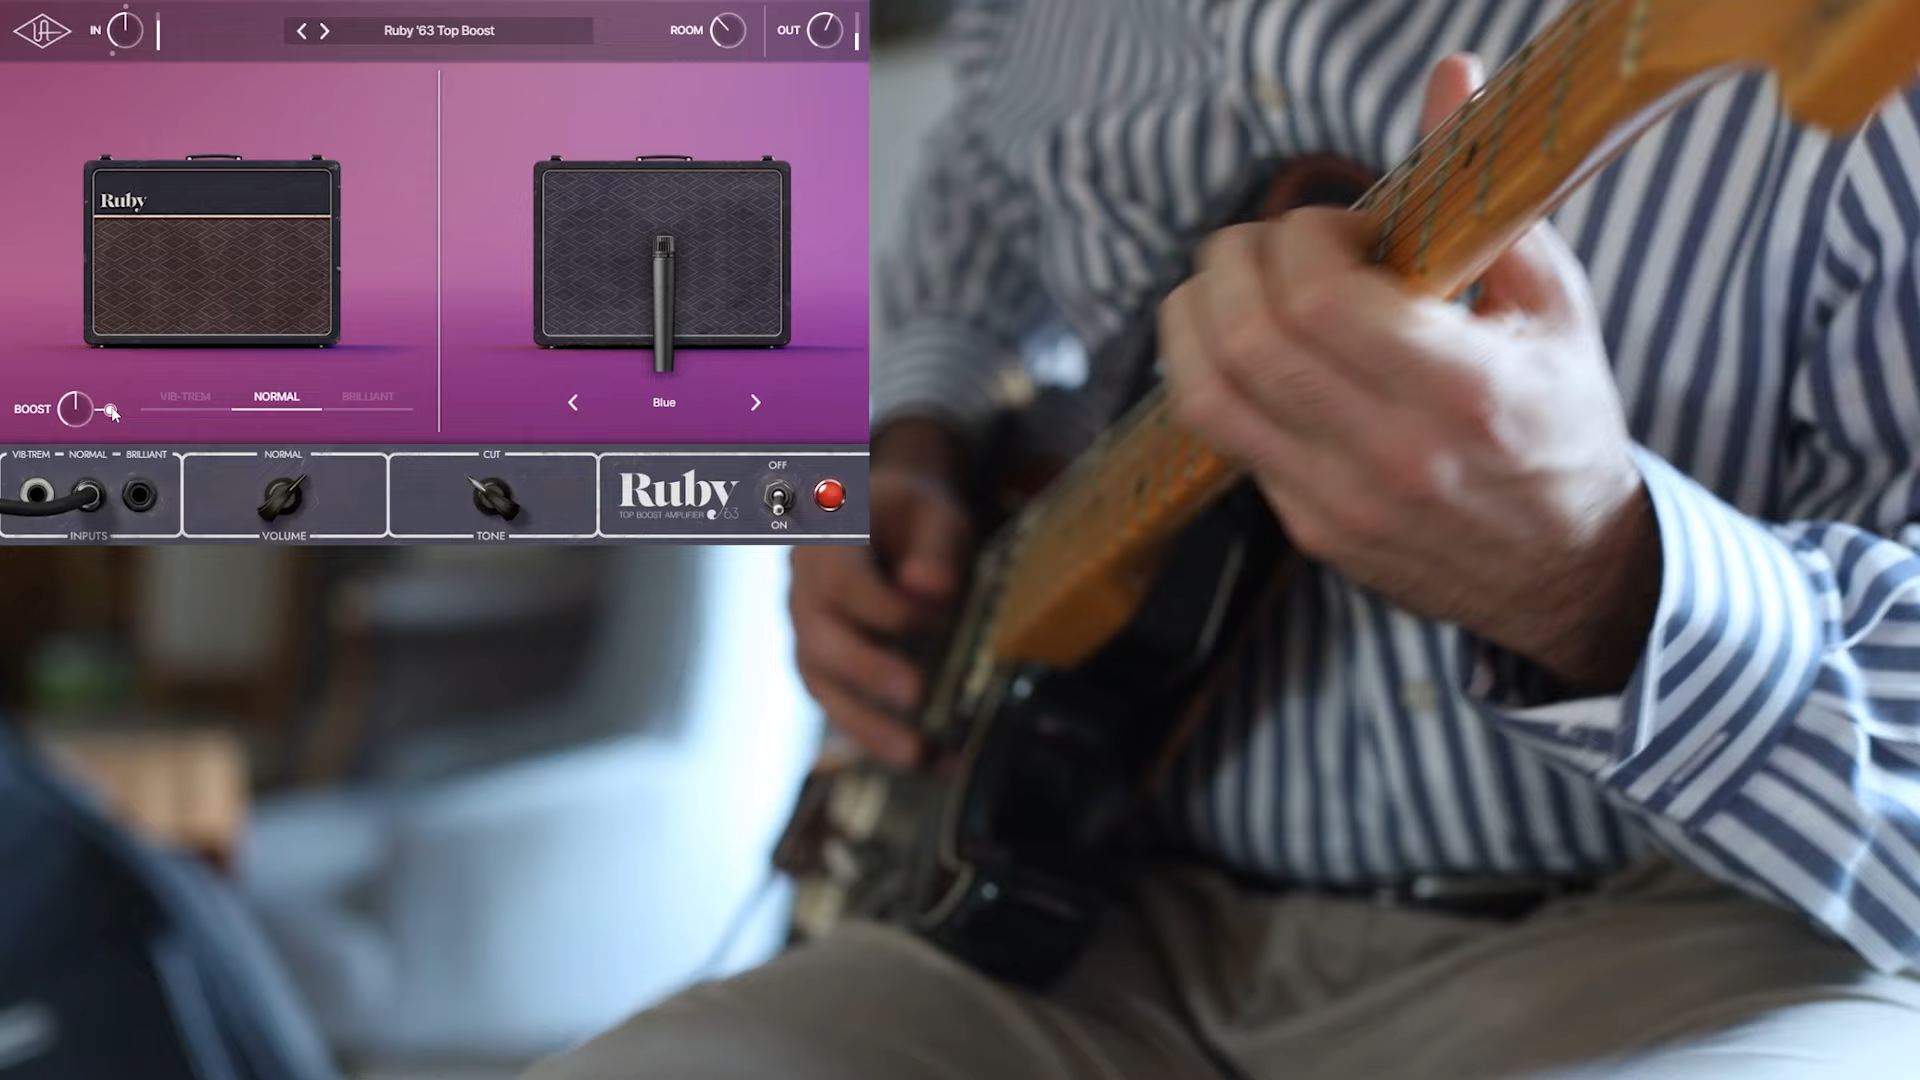 IN
Ruby '63 Top Boost
ROOM
OUT
Ruby
BOOST
VIB-TREM
NORMAL
BRILLIANT
Blue
VIB-TREM
NORMAL
BRILLIANT
INPUTS
NORMAL
VOLUME
CUT
TONE
Ruby
TOP BOOST AMPLIFIER /63
OFF
ON